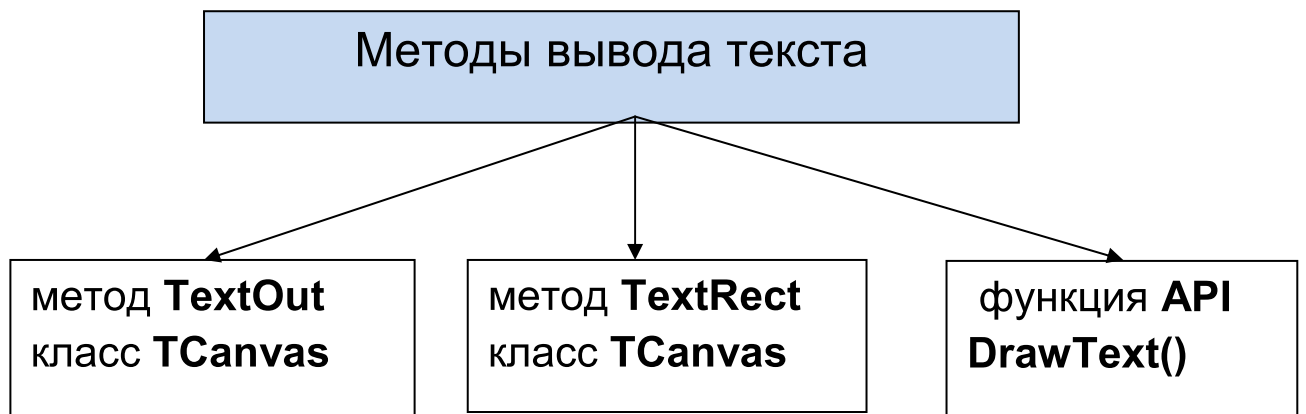 Методы вывода текста
метод TextOut
класс TCanvas
метод TextRect
класс TCanvas
функция API
DrawText()